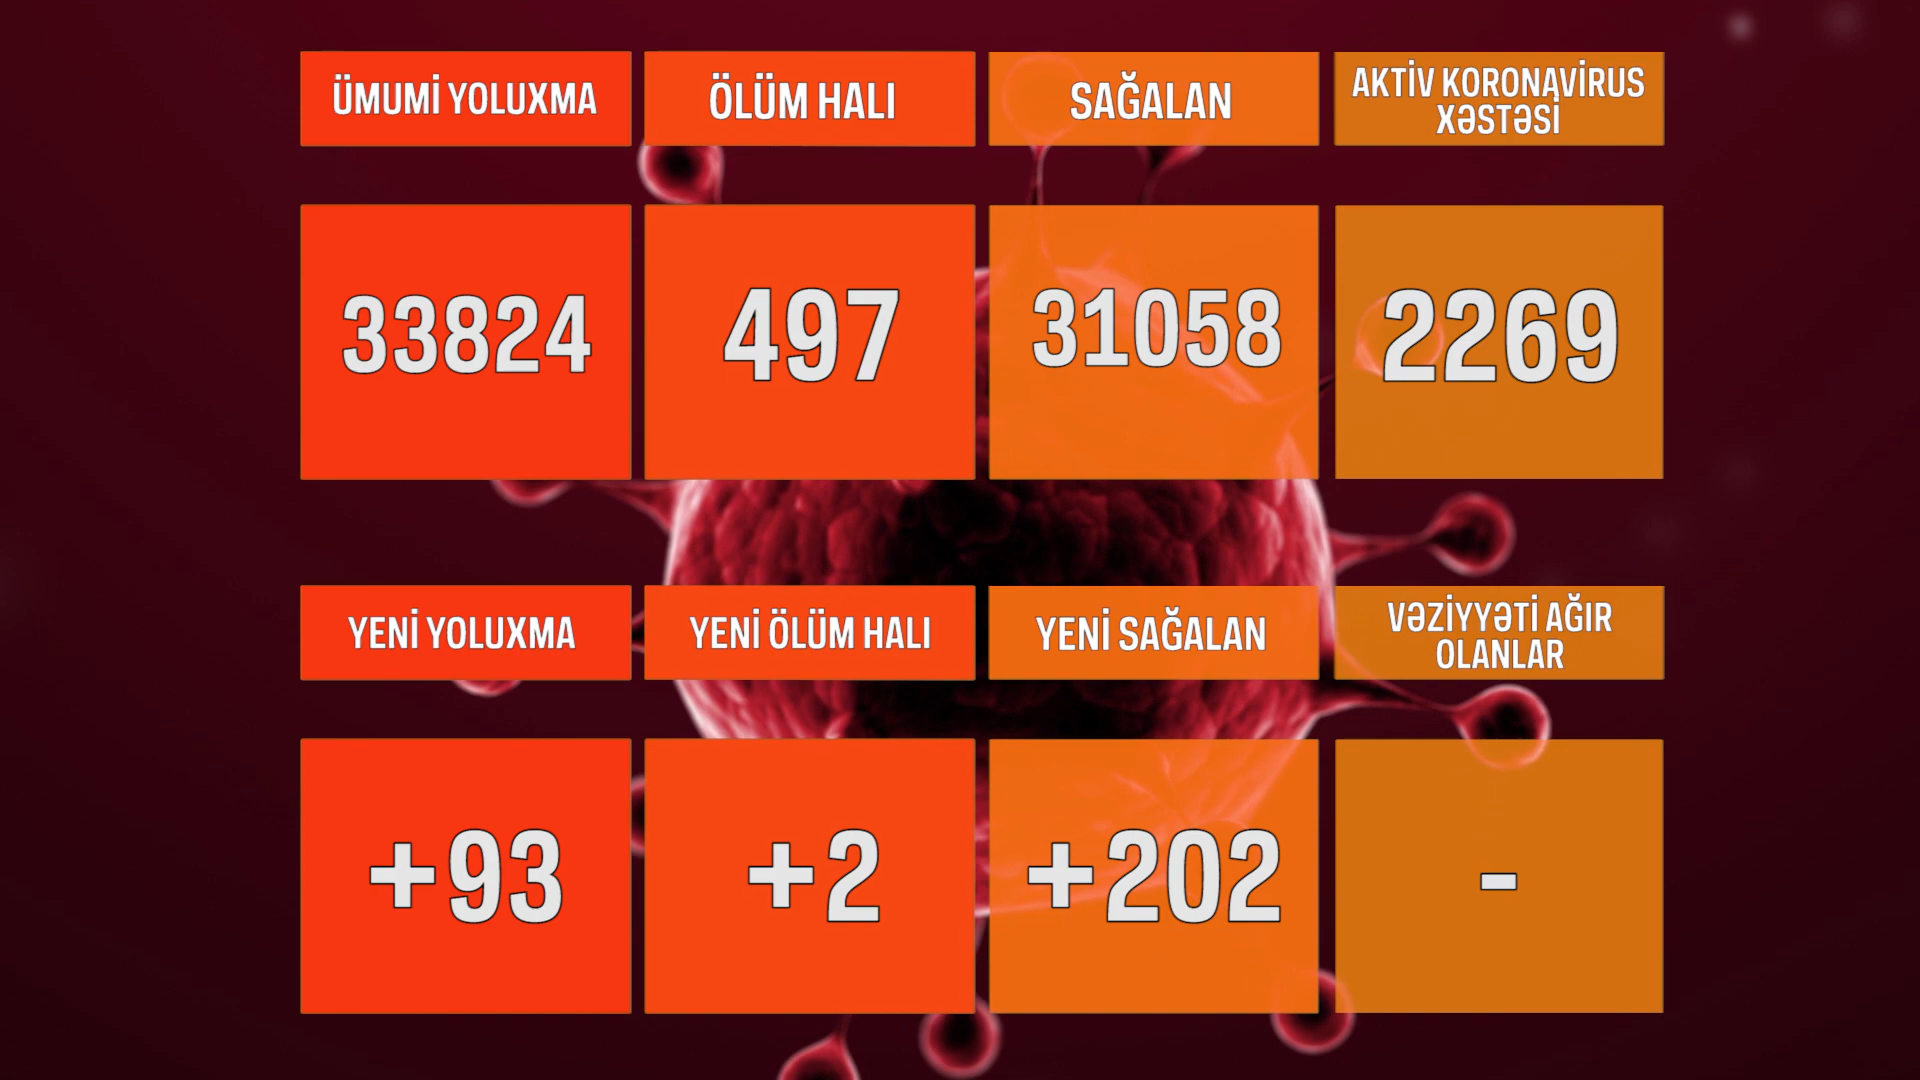 ÜMUMİ YOLUXMA
ÖLÜM HALI
SAĞALAN
AKTİV KORONAVİRUS
XƏSTƏSİ
33824
497
31058
2269
YENİ YOLUXMA
YENİ ÖLÜM HALI
YENİ SAĞALAN
VƏZİYYƏTİ AĞIR
OLANLAR
+93
+2
+202
-